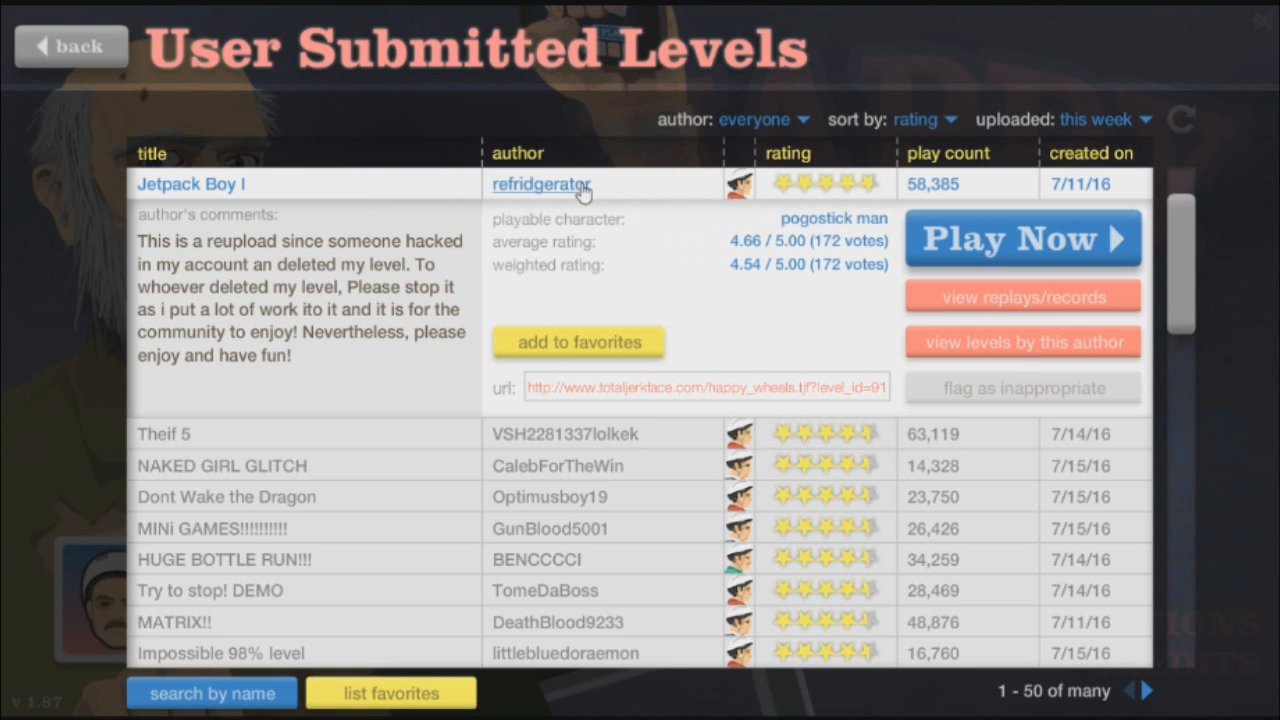 back
User Submitted Levels
author: everyone sort by: rating uploaded: this week
title author rating play count created on
Jetpack Boy I refridgerator 58,385 7/11/16
author's comments:
This is a reupload since someone hacked
in my account an deleted my level. To
whoever deleted my level, Please stop it
as i put a lot of work ito it and it is for the
community to enjoy! Nevertheless, please
enjoy and have fun!
playable character: pogostick man
average rating: 4.66 / 5.00 (172 votes)
weighted rating: 4.54 / 5.00 (172 votes)
add to favorites
url: http://www.totaljerkface.com/happy_wheels.tjf?level_id=91
Play Now
view replays/records
view levels by this author
flag as inappropriate
Theif 5 VSH2281337lolkek 63,119 7/14/16
NAKED GIRL GLITCH CalebForTheWin 14,328 7/15/16
Dont Wake the Dragon Optimusboy19 23,750 7/15/16
MINi GAMES!!!!!!!!!! GunBlood5001 26,426 7/15/16
HUGE BOTTLE RUN!!! BENCCCCI 34,259 7/14/16
Try to stop! DEMO TomeDaBoss 28,469 7/14/16
MATRIX!! DeathBlood9233 48,876 7/11/16
Impossible 98% level littlebluedoraemon 16,760 7/15/16
search by name list favorites 1 - 50 of many
v 1.87